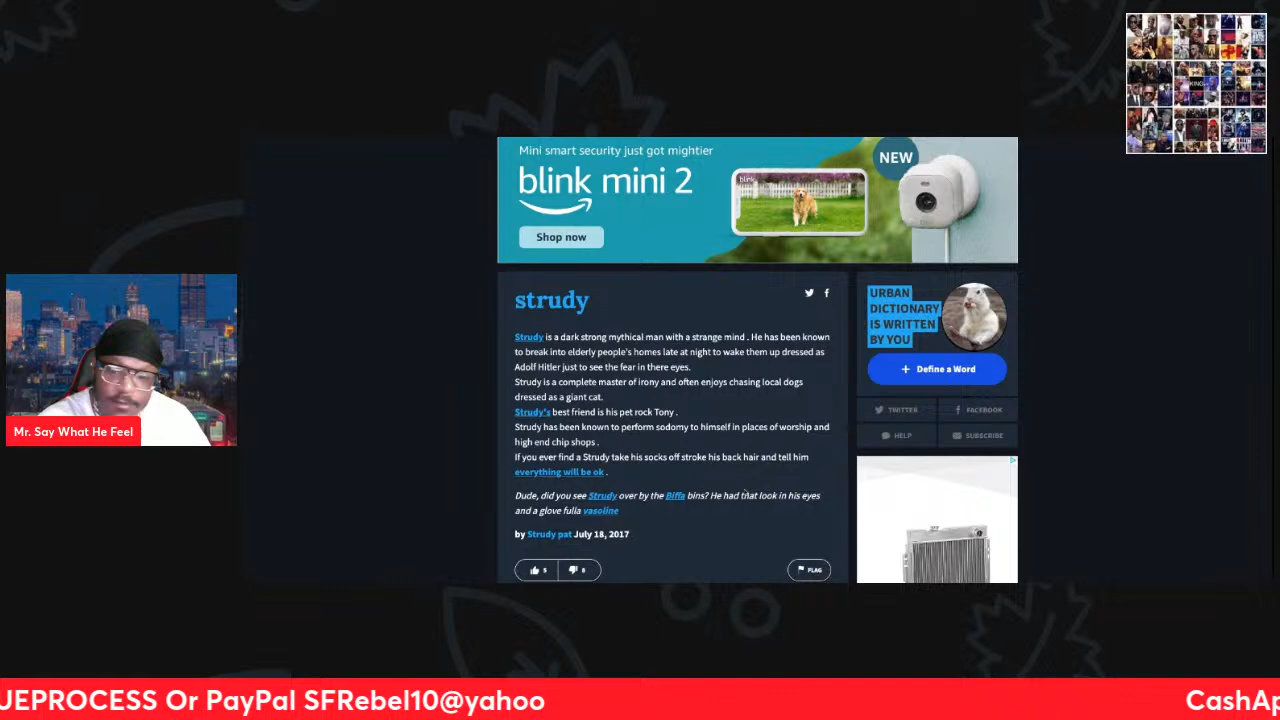 Mini smart security just got mightier
blink mini 2
Shop now
blink
NEW
strudy
Strudy is a dark strong mythical man with a strange mind . He has been known
to break into elderly people's homes late at night to wake them up dressed as
Adolf Hitler just to see the fear in there eyes.
Strudy is a complete master of irony and often enjoys chasing local dogs
dressed as a giant cat.
Strudy's best friend is his pet rock Tony .
Strudy has been known to perform sodomy to himself in places of worship and
high end chip shops .
If you ever find a Strudy take his socks off stroke his back hair and tell him
everything will be ok .
Dude, did you see Strudy over by the Biffa bins? He had that look in his eyes
and a glove fulla vasoline
by Strudy pat July 18, 2017
5
8
FLAG
URBAN
DICTIONARY
IS WRITTEN
BY YOU
+ Define a Word
TWITTER
FACEBOOK
HELP
SUBSCRIBE
Mr. Say What He Feel
UEPROCESS Or PayPal SFRebel10@yahoo
CashAp